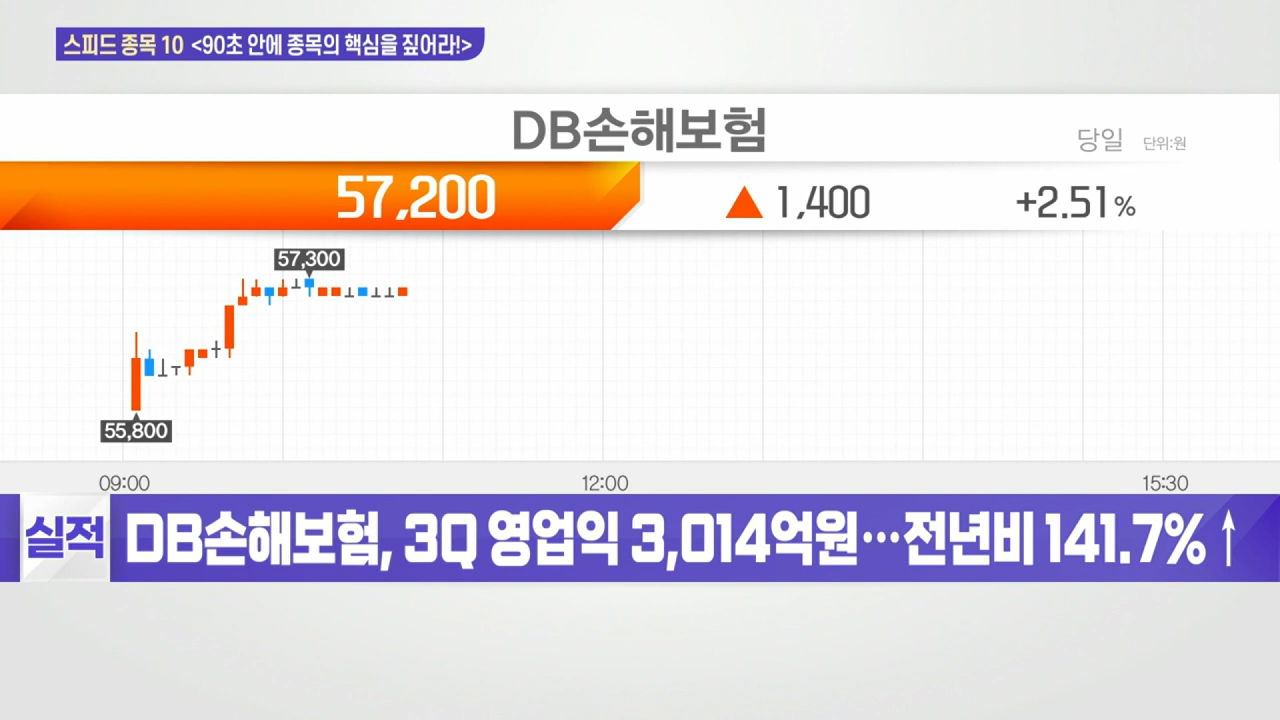 스피드 종목 10 <90초 안에 종목의 핵심을 짚어라!>
DB손해보험
당일 단위:원
57,200 ▲ 1,400 +2.51%
57,300
55,800
09:00 12:00 15:30
실적 DB손해보험, 3Q 영업익 3,014억원…전년비 141.7%↑